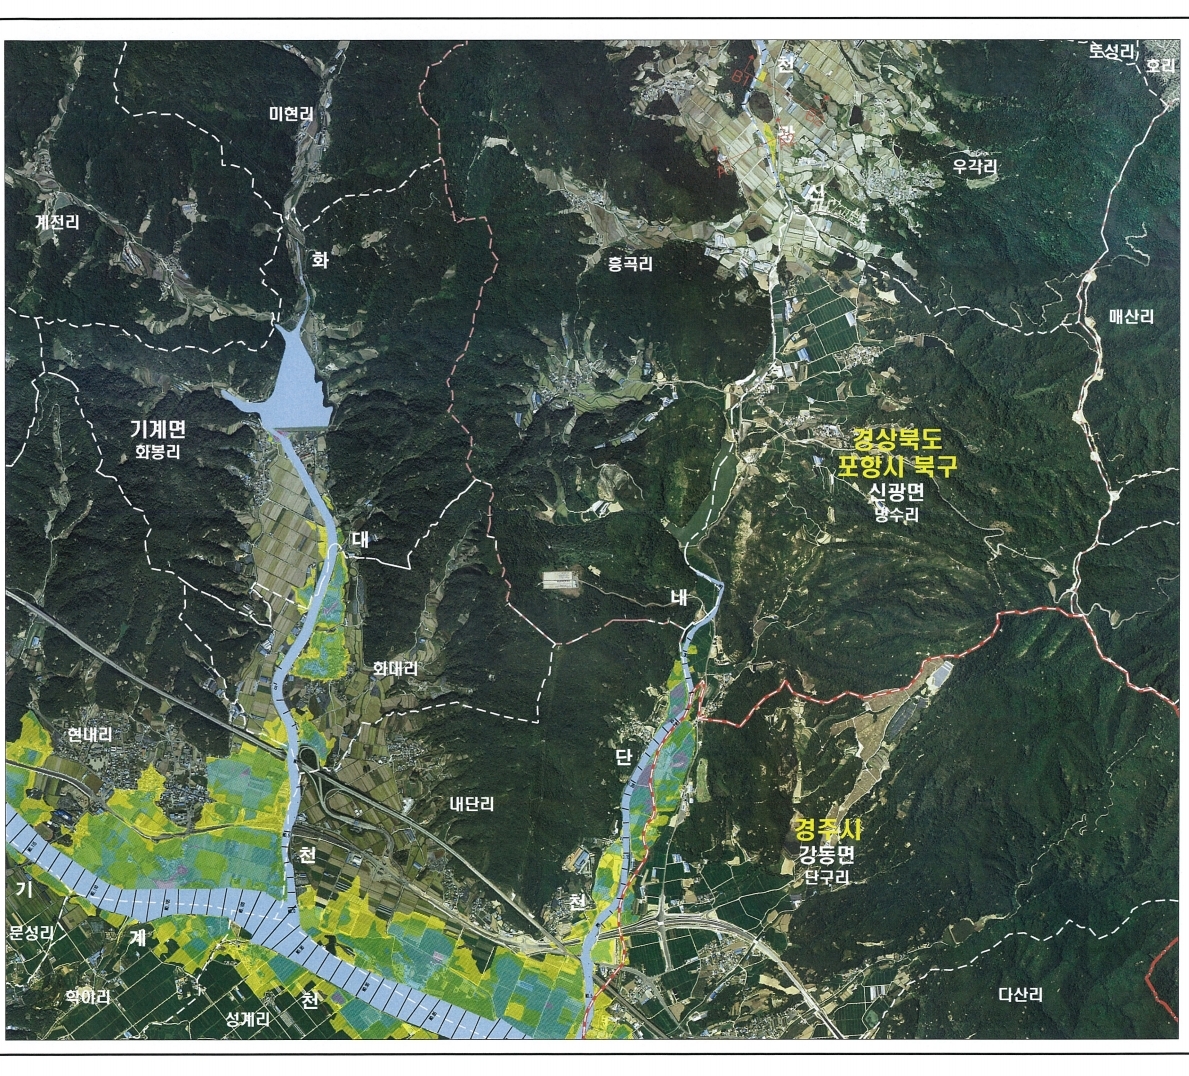 토성리
호리
천
미현리
광
우각리
신
계전리
화
흥곡리
매산리
기계면
화봉리
경상북도
포항시 북구
신광면
냉수리
대
내
화대리
현내리
단
내단리
경주시
강동면
단구리
천
기
천
문성리
계
학야리
천
성계리
다산리